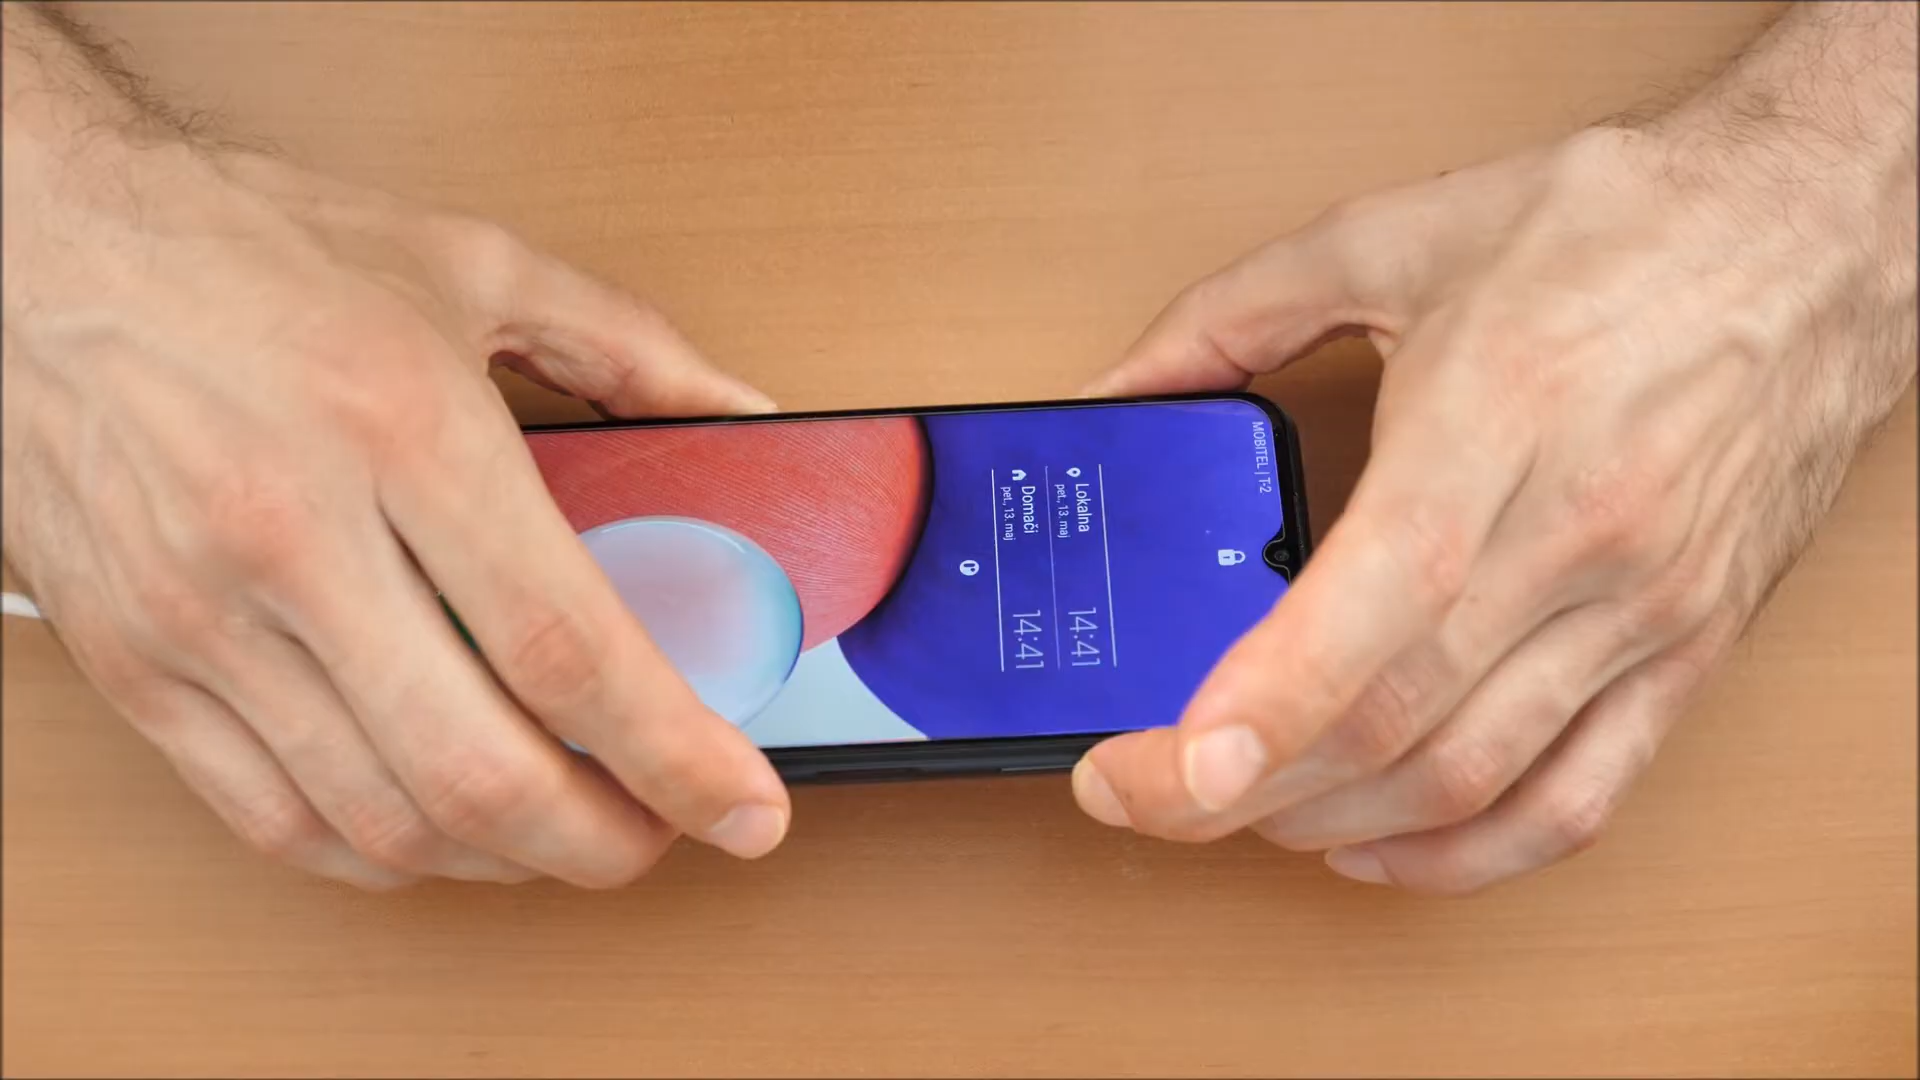 MOBITEL | T-2
Lokalna
pet., 13. maj
14:41
Domači
pet., 13. maj
14:41